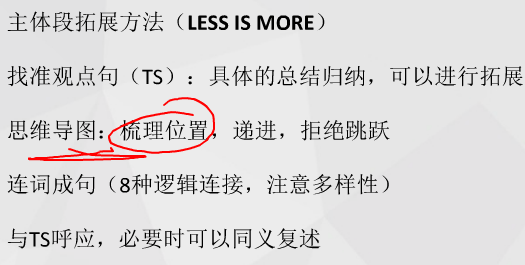 主体段拓展方法（LESS IS MORE）
找准观点句（TS）：具体的总结归纳，可以进行拓展
思维导图：梳理位置，递进，拒绝跳跃
连词成句（8种逻辑连接，注意多样性）
与TS呼应，必要时可以同义复述